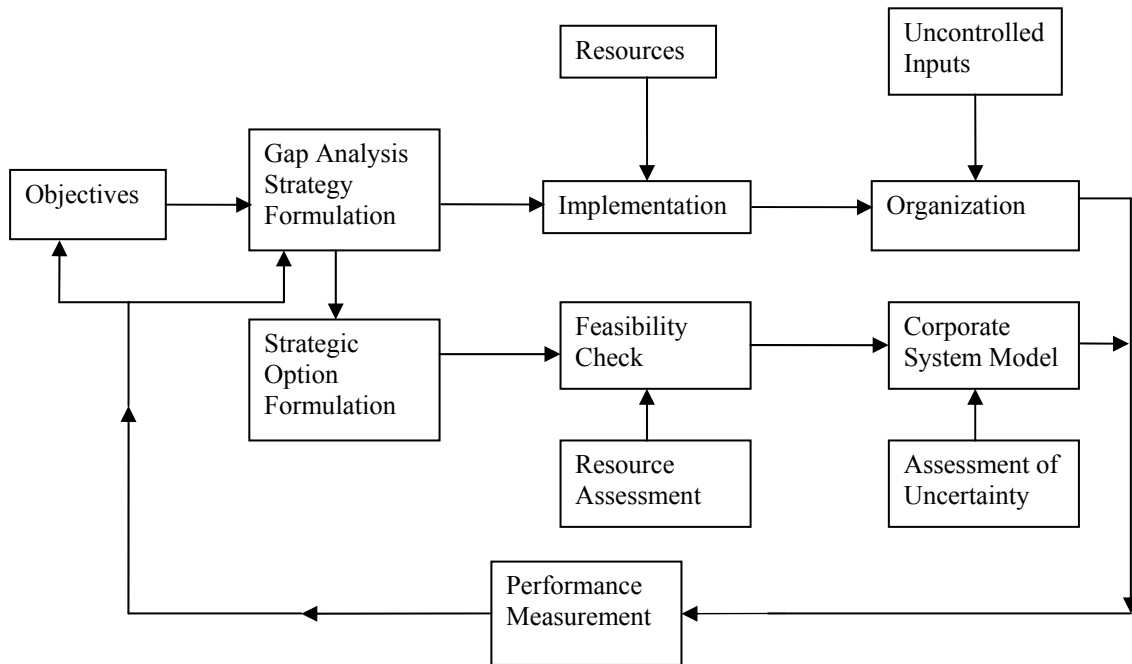 Resources
Uncontrolled
Inputs
Objectives
Gap Analysis
Strategy
Formulation
Implementation
Organization
Strategic
Option
Formulation
Feasibility
Check
Corporate
System Model
Resource
Assessment
Assessment of
Uncertainty
Performance
Measurement